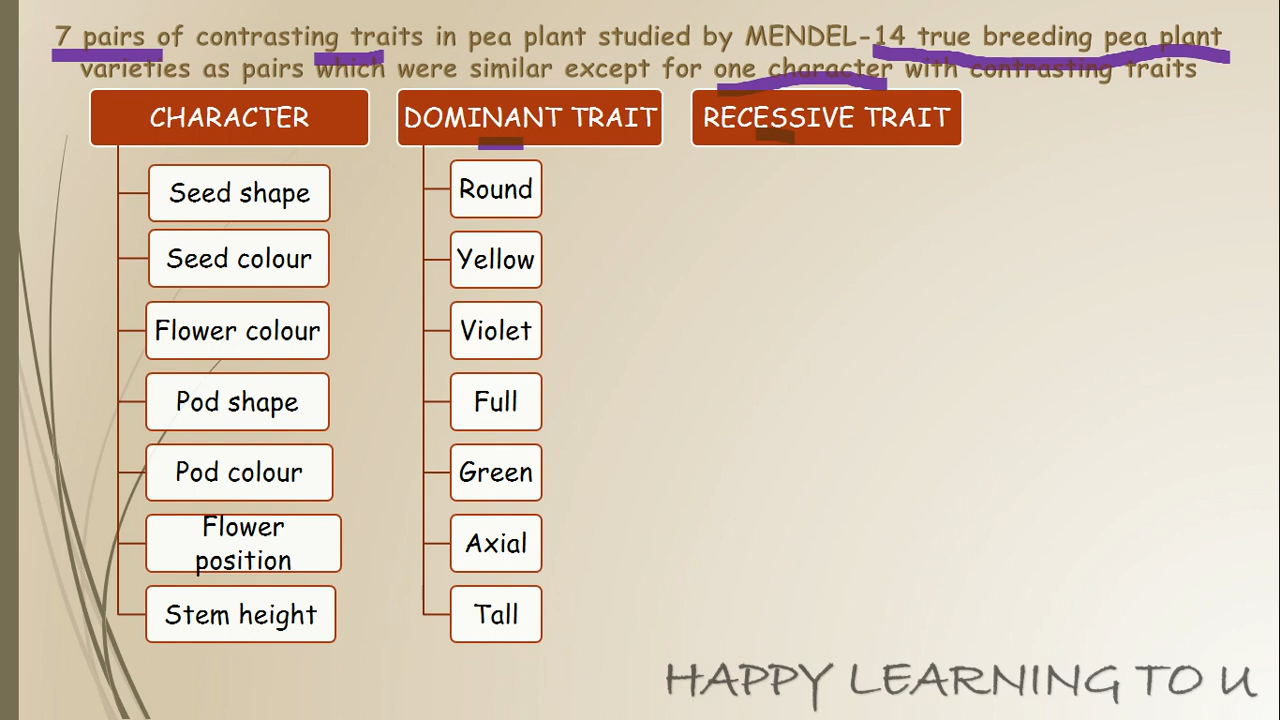 7 pairs of contrasting traits in pea plant studied by MENDEL-14 true breeding pea plant
varieties as pairs which were similar except for one character with contrasting traits
CHARACTER
Seed shape
Seed colour
Flower colour
Pod shape
Pod colour
Flower
position
Stem height
DOMINANT TRAIT
Round
Yellow
Violet
Full
Green
Axial
Tall
RECESSIVE TRAIT
HAPPY LEARNING TO U